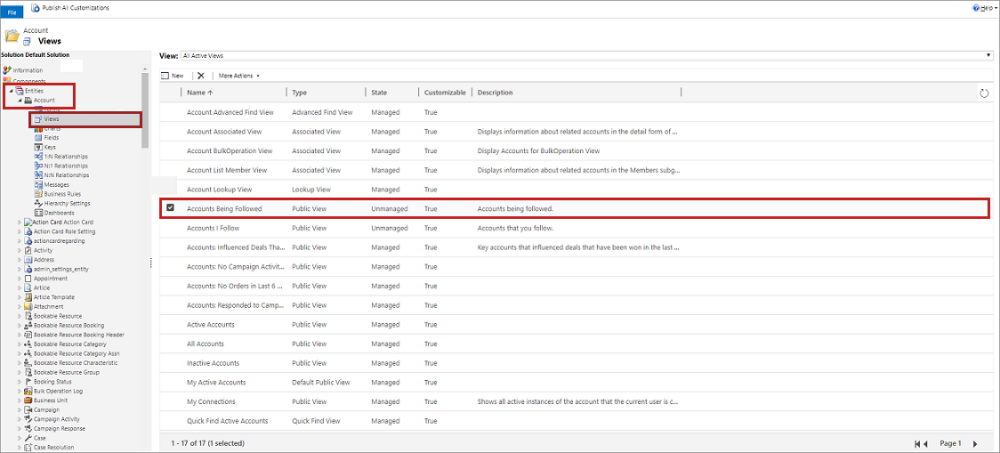 File Publish All Customizations Help
Account
Views
Solution Default Solution
View: All Active Views
Information
Components
Entities
Account
Views
Charts
Fields
Keys
1:N Relationships
N:1 Relationships
N:N Relationships
Messages
Business Rules
Hierarchy Settings
Dashboards
Action Card Action Card
Action Card Role Setting
actioncardregarding
Activity
Address
admin_settings_entity
Appointment
Article
Article Template
Attachment
Bookable Resource
Bookable Resource Booking
Bookable Resource Booking Header
Bookable Resource Category
Bookable Resource Category Assn
Bookable Resource Characteristic
Bookable Resource Group
Booking Status
Bulk Operation Log
Business Unit
Campaign
Campaign Activity
Campaign Response
Case
Case Resolution
New More Actions
Name Type State Customizable Description
Account Advanced Find View Advanced Find View Managed True
Account Associated View Associated View Managed True Displays information about related accounts in the detail form of ...
Account BulkOperation View Associated View Managed True Display Accounts for BulkOperation View
Account List Member View Associated View Managed True Displays information about related accounts in the Members subg...
Account Lookup View Lookup View Managed True
Accounts Being Followed Public View Unmanaged True Accounts being followed.
Accounts I Follow Public View Unmanaged True Accounts that you follow.
Accounts: Influenced Deals Tha... Public View Managed True Key accounts that influenced deals that have been won in the last ...
Accounts: No Campaign Activit... Public View Managed True
Accounts: No Orders in Last 6 ... Public View Managed True
Accounts: Responded to Camp... Public View Managed True
Active Accounts Public View Managed True
All Accounts Public View Managed True
Inactive Accounts Public View Managed True
My Active Accounts Default Public View Managed True
My Connections Public View Managed True Shows all active instances of the account that the current user is c...
Quick Find Active Accounts Quick Find View Managed True
1 - 17 of 17 (1 selected) Page 1